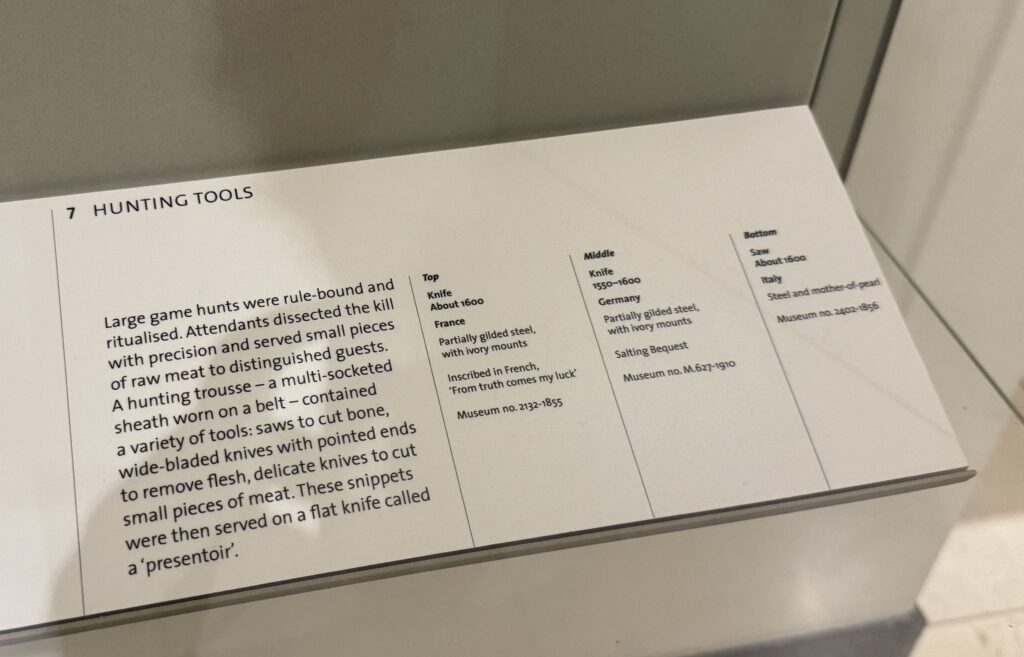 7 HUNTING TOOLS
Large game hunts were rule-bound and
ritualised. Attendants dissected the kill
with precision and served small pieces
of raw meat to distinguished guests.
A hunting trousse – a multi-socketed
sheath worn on a belt – contained
a variety of tools: saws to cut bone,
wide-bladed knives with pointed ends
to remove flesh, delicate knives to cut
small pieces of meat. These snippets
were then served on a flat knife called
a ‘presentoir’.
Top
Knife
About 1600
France
Partially gilded steel,
with ivory mounts
Inscribed in French,
‘From truth comes my luck’
Museum no. 2132-1855
Middle
Knife
1550–1600
Germany
Partially gilded steel,
with ivory mounts
Salting Bequest
Museum no. M.627-1910
Bottom
Saw
About 1600
Italy
Steel and mother-of-pearl
Museum no. 2402-1856